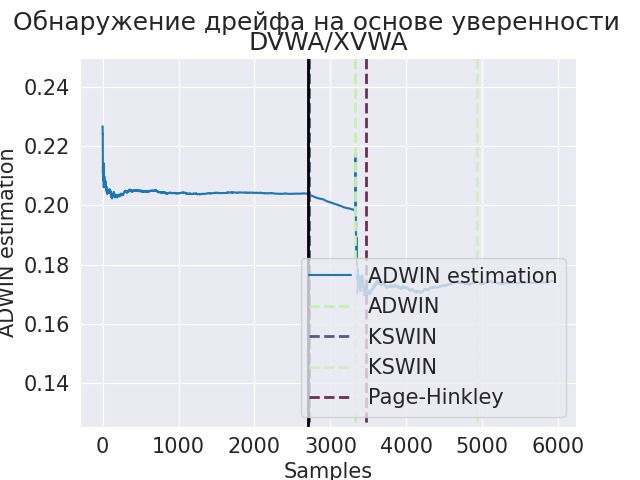 Обнаружение дрейфа на основе уверенности
DVWA/XVWA
0.24
0.22
0.20
0.18
0.16
0.14
ADWIN estimation
ADWIN estimation
ADWIN
KSWIN
KSWIN
Page-Hinkley
0 1000 2000 3000 4000 5000 6000
Samples